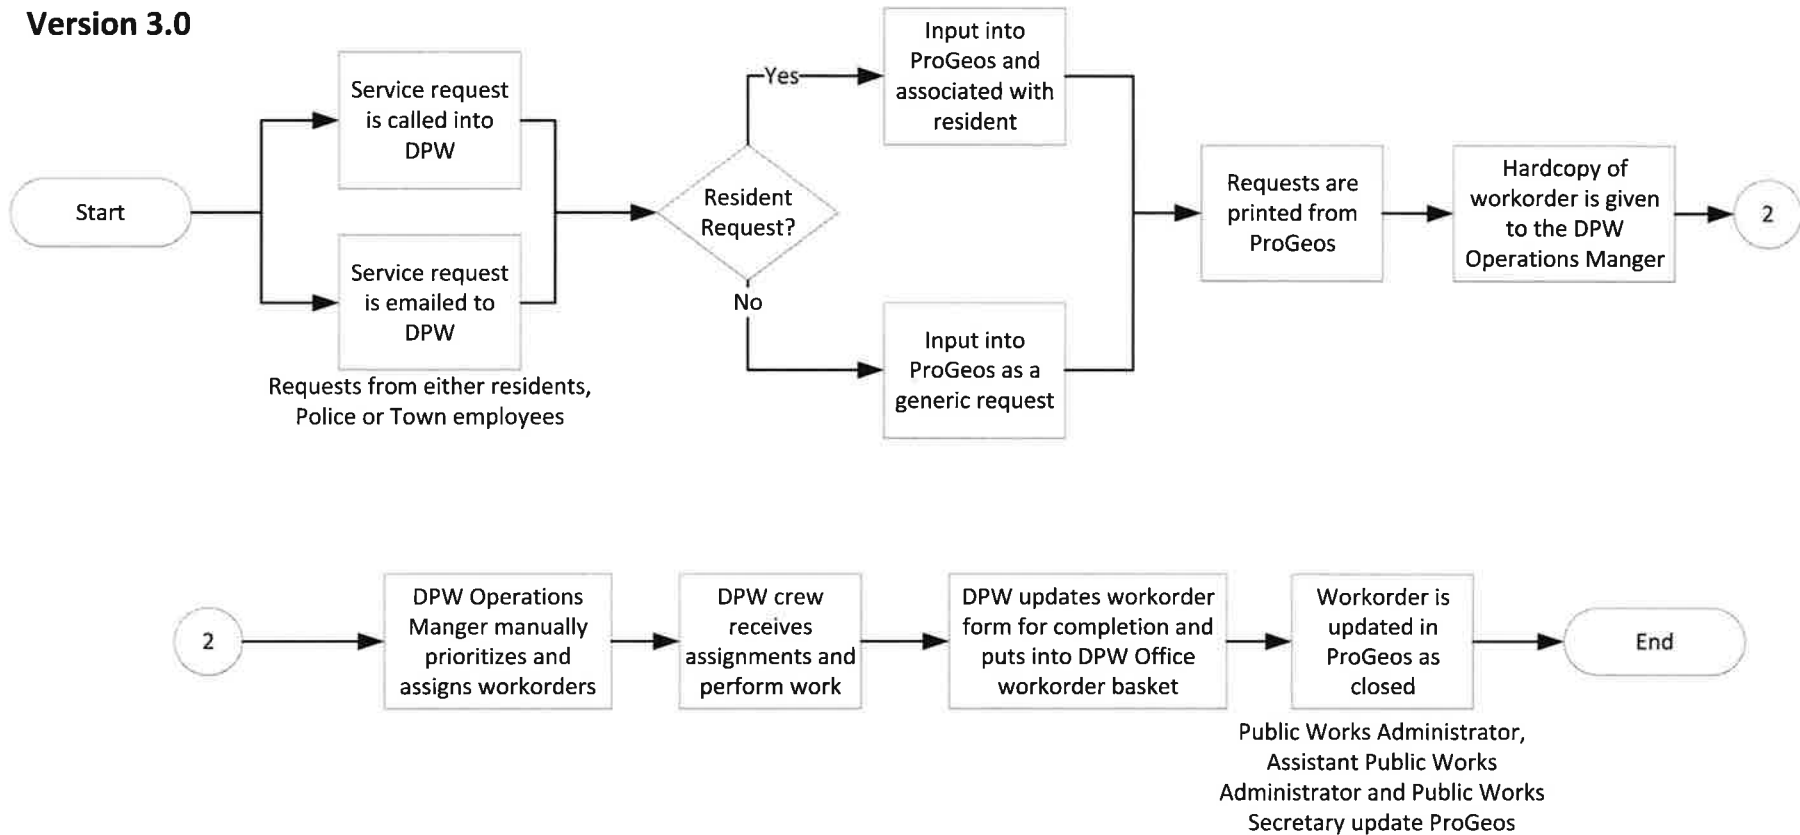 Version 3.0
Start
Service request
is called into
DPW
Service request
is emailed to
DPW
Requests from either residents,
Police or Town employees
Resident
Request?
Yes
No
Input into
ProGeos and
associated with
resident
Input into
ProGeos as a
generic request
Requests are
printed from
ProGeos
Hardcopy of
workorder is given
to the DPW
Operations Manger
2
2
DPW Operations
Manger manually
prioritizes and
assigns workorders
DPW crew
receives
assignments and
perform work
DPW updates workorder
form for completion and
puts into DPW Office
workorder basket
Workorder is
updated in
ProGeos as
closed
Public Works Administrator,
Assistant Public Works
Administrator and Public Works
Secretary update ProGeos
End